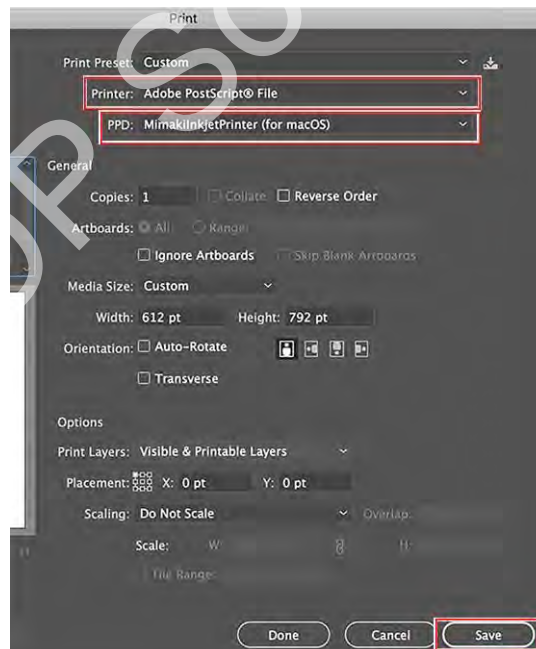 Print
Print Preset: Custom
Printer: Adobe PostScript® File
PPD: MimakiInkjetPrinter (for macOS)
General
Copies: 1 Collate Reverse Order
Artboards: All Range:
Ignore Artboards Skip Blank Artboards
Media Size: Custom
Width: 612 pt Height: 792 pt
Orientation: Auto-Rotate
Transverse
Options
Print Layers: Visible & Printable Layers
Placement: X: 0 pt Y: 0 pt
Scaling: Do Not Scale Overlap:
Scale: W: H:
Tile Range:
Done Cancel Save